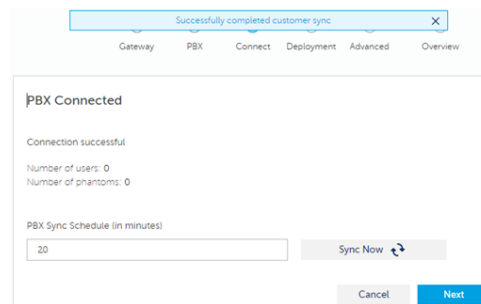 Successfully completed customer sync
Gateway PBX Connect Deployment Advanced Overview
PBX Connected
Connection successful
Number of users: 0
Number of phantoms: 0
PBX Sync Schedule (in minutes)
20 Sync Now
Cancel Next